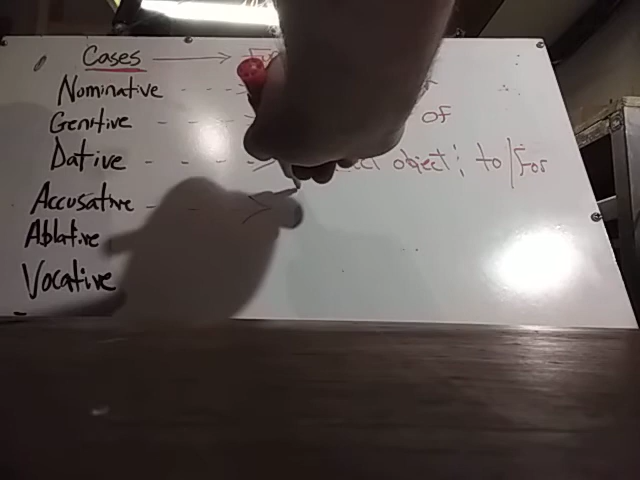 Cases
Nominative
Genitive of
Dative object; to/For
Accusative
Ablative
Vocative